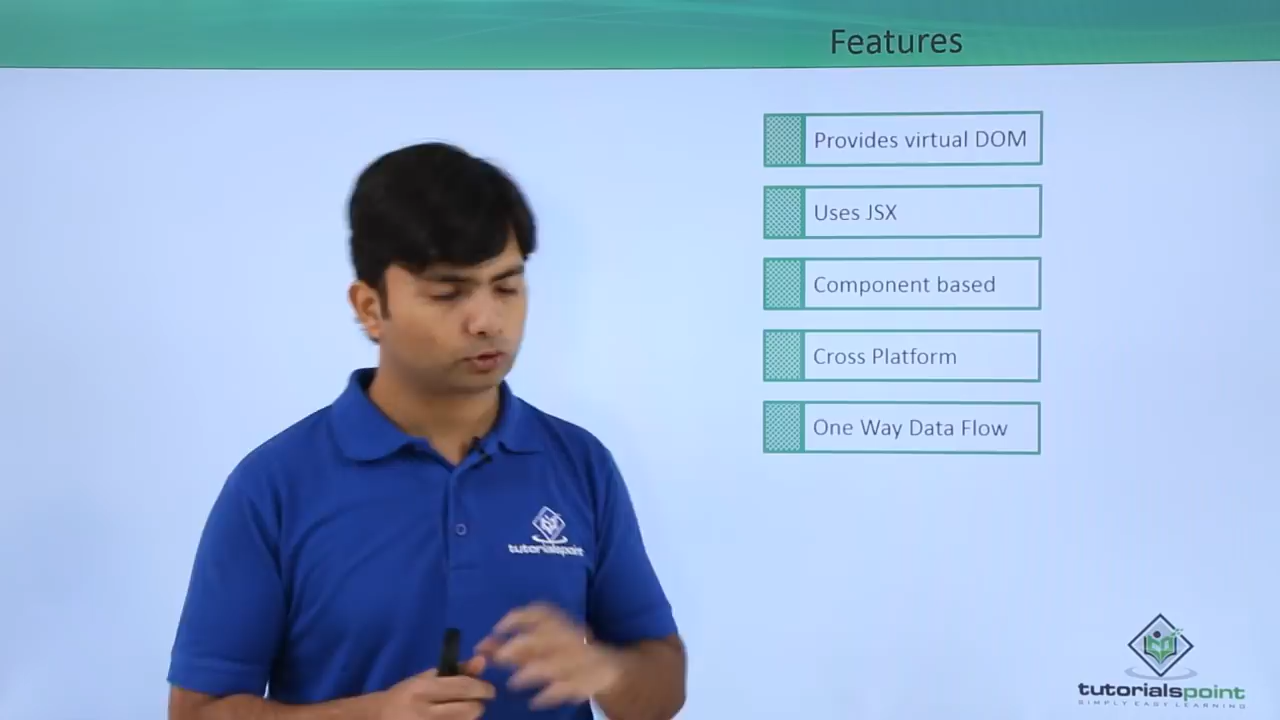 Features
Provides virtual DOM
Uses JSX
Component based
Cross Platform
One Way Data Flow
tutorialspoint
tutorialspoint
SIMPLY EASY LEARNING